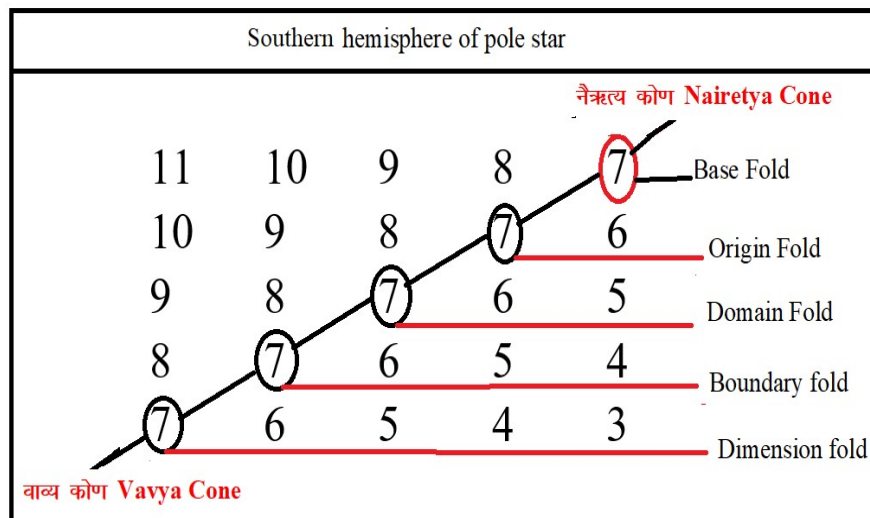 Southern hemisphere of pole star
नैऋत्य कोण Nairetya Cone
11 10 9 8 7 Base Fold
10 9 8 7 6 Origin Fold
9 8 7 6 5 Domain Fold
8 7 6 5 4 Boundary fold
7 6 5 4 3 Dimension fold
वाव्य कोण Vavya Cone